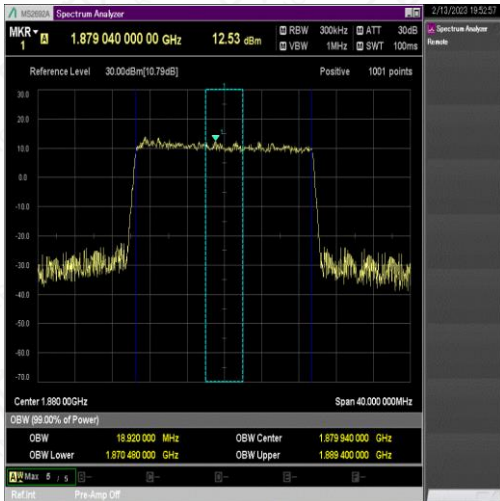 MS2692A Spectrum Analyzer
2/13/2023 19:52:57
MKR 1 A 1.879 040 000 00 GHz 12.53 dBm
M RBW 300kHz M ATT 30dB
M VBW 1MHz M SWT 100ms
Spectrum Analyzer
Remote
Reference Level 30.00dBm[10.79dB] Positive 1001 points
30.0
20.0
10.0
0.0
-10.0
-20.0
-30.0
-40.0
-50.0
-60.0
-70.0
Center 1.880 00GHz Span 40.000 000MHz
OBW (99.00% of Power)
OBW 18.920 000 MHz OBW Center 1.879 940 000 GHz
OBW Lower 1.870 480 000 GHz OBW Upper 1.889 400 000 GHz
A W Max 5 / 5
Ref.Int Pre-Amp Off